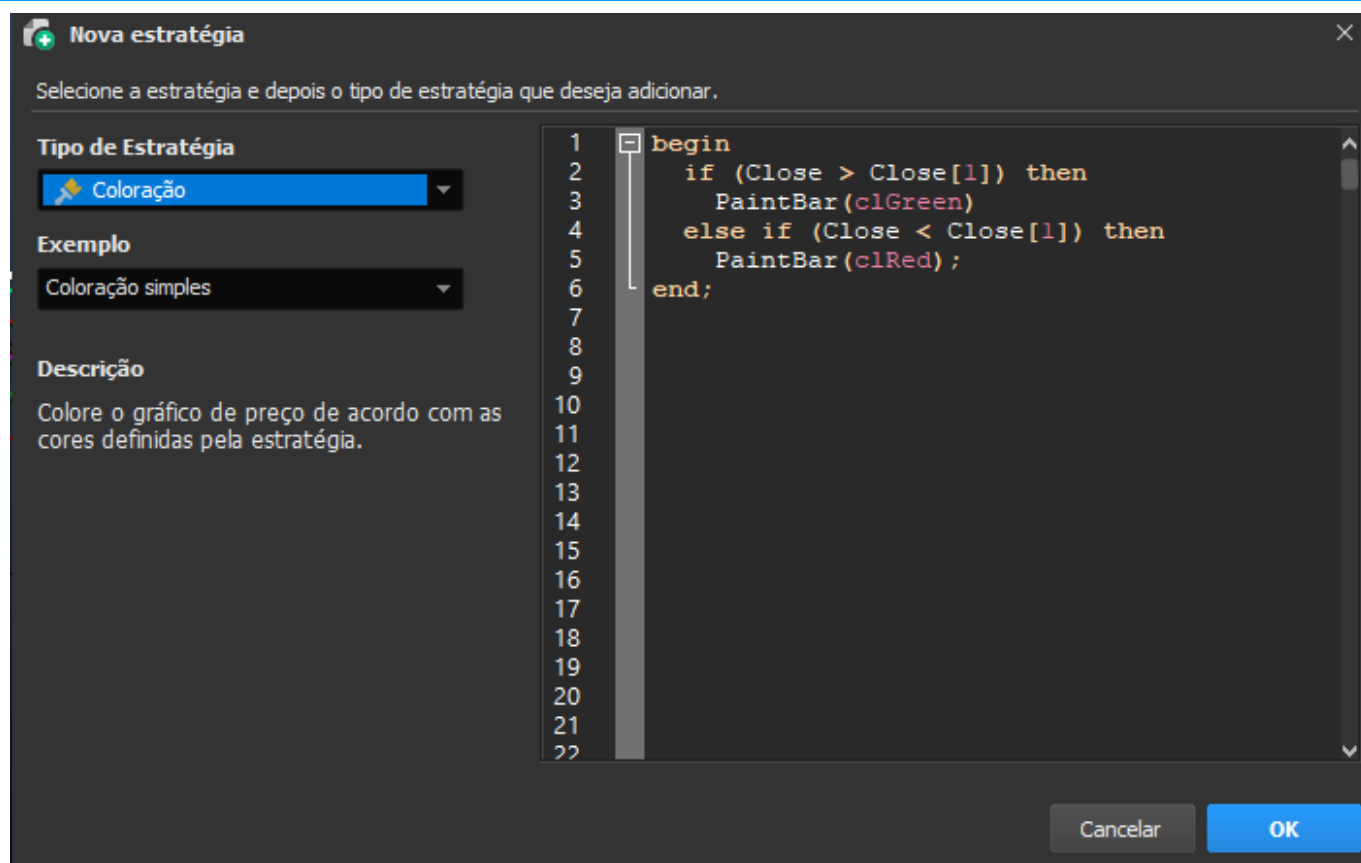 Nova estratégia
Selecione a estratégia e depois o tipo de estratégia que deseja adicionar.
Tipo de Estratégia
Coloração
Exemplo
Coloração simples
Descrição
Colore o gráfico de preço de acordo com as
cores definidas pela estratégia.
1 begin
2 if (Close > Close[1]) then
3 PaintBar(clGreen)
4 else if (Close < Close[1]) then
5 PaintBar(clRed);
6 end;
7
8
9
10
11
12
13
14
15
16
17
18
19
20
21
22
Cancelar
OK